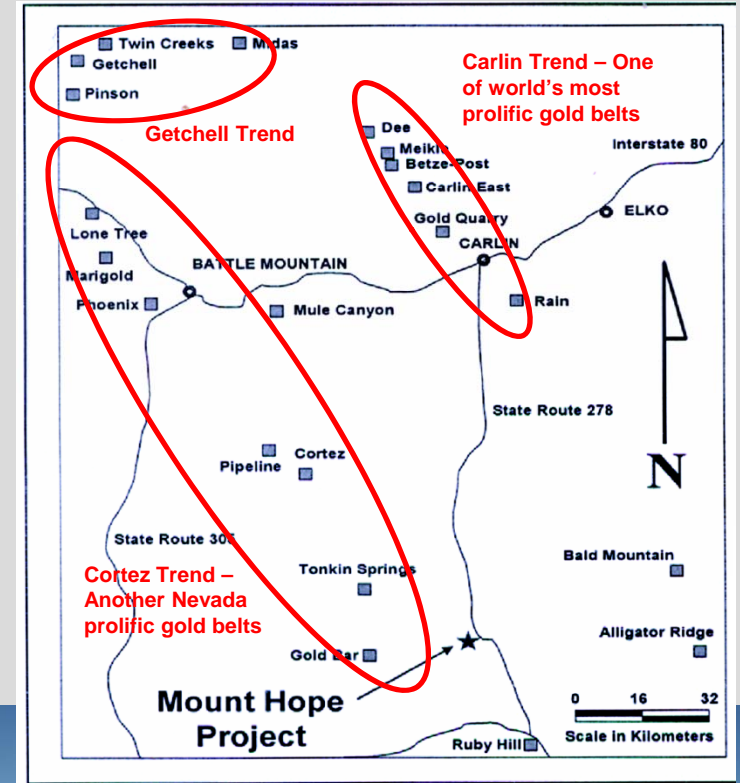 Twin Creeks
Midas
Getchell
Pinson
Getchell Trend
Carlin Trend – One
of world's most
prolific gold belts
Dee
Meikle
Betze-Post
Carlin East
Gold Quarry
CARLIN
Interstate 80
ELKO
Lone Tree
Marigold
BATTLE MOUNTAIN
Phoenix
Mule Canyon
Rain
State Route 278
N
Pipeline
Cortez
State Route 305
Cortez Trend –
Another Nevada
prolific gold belts
Tonkin Springs
Bald Mountain
Gold Bar
Alligator Ridge
Mount Hope
Project
Ruby Hill
0 16 32
Scale in Kilometers